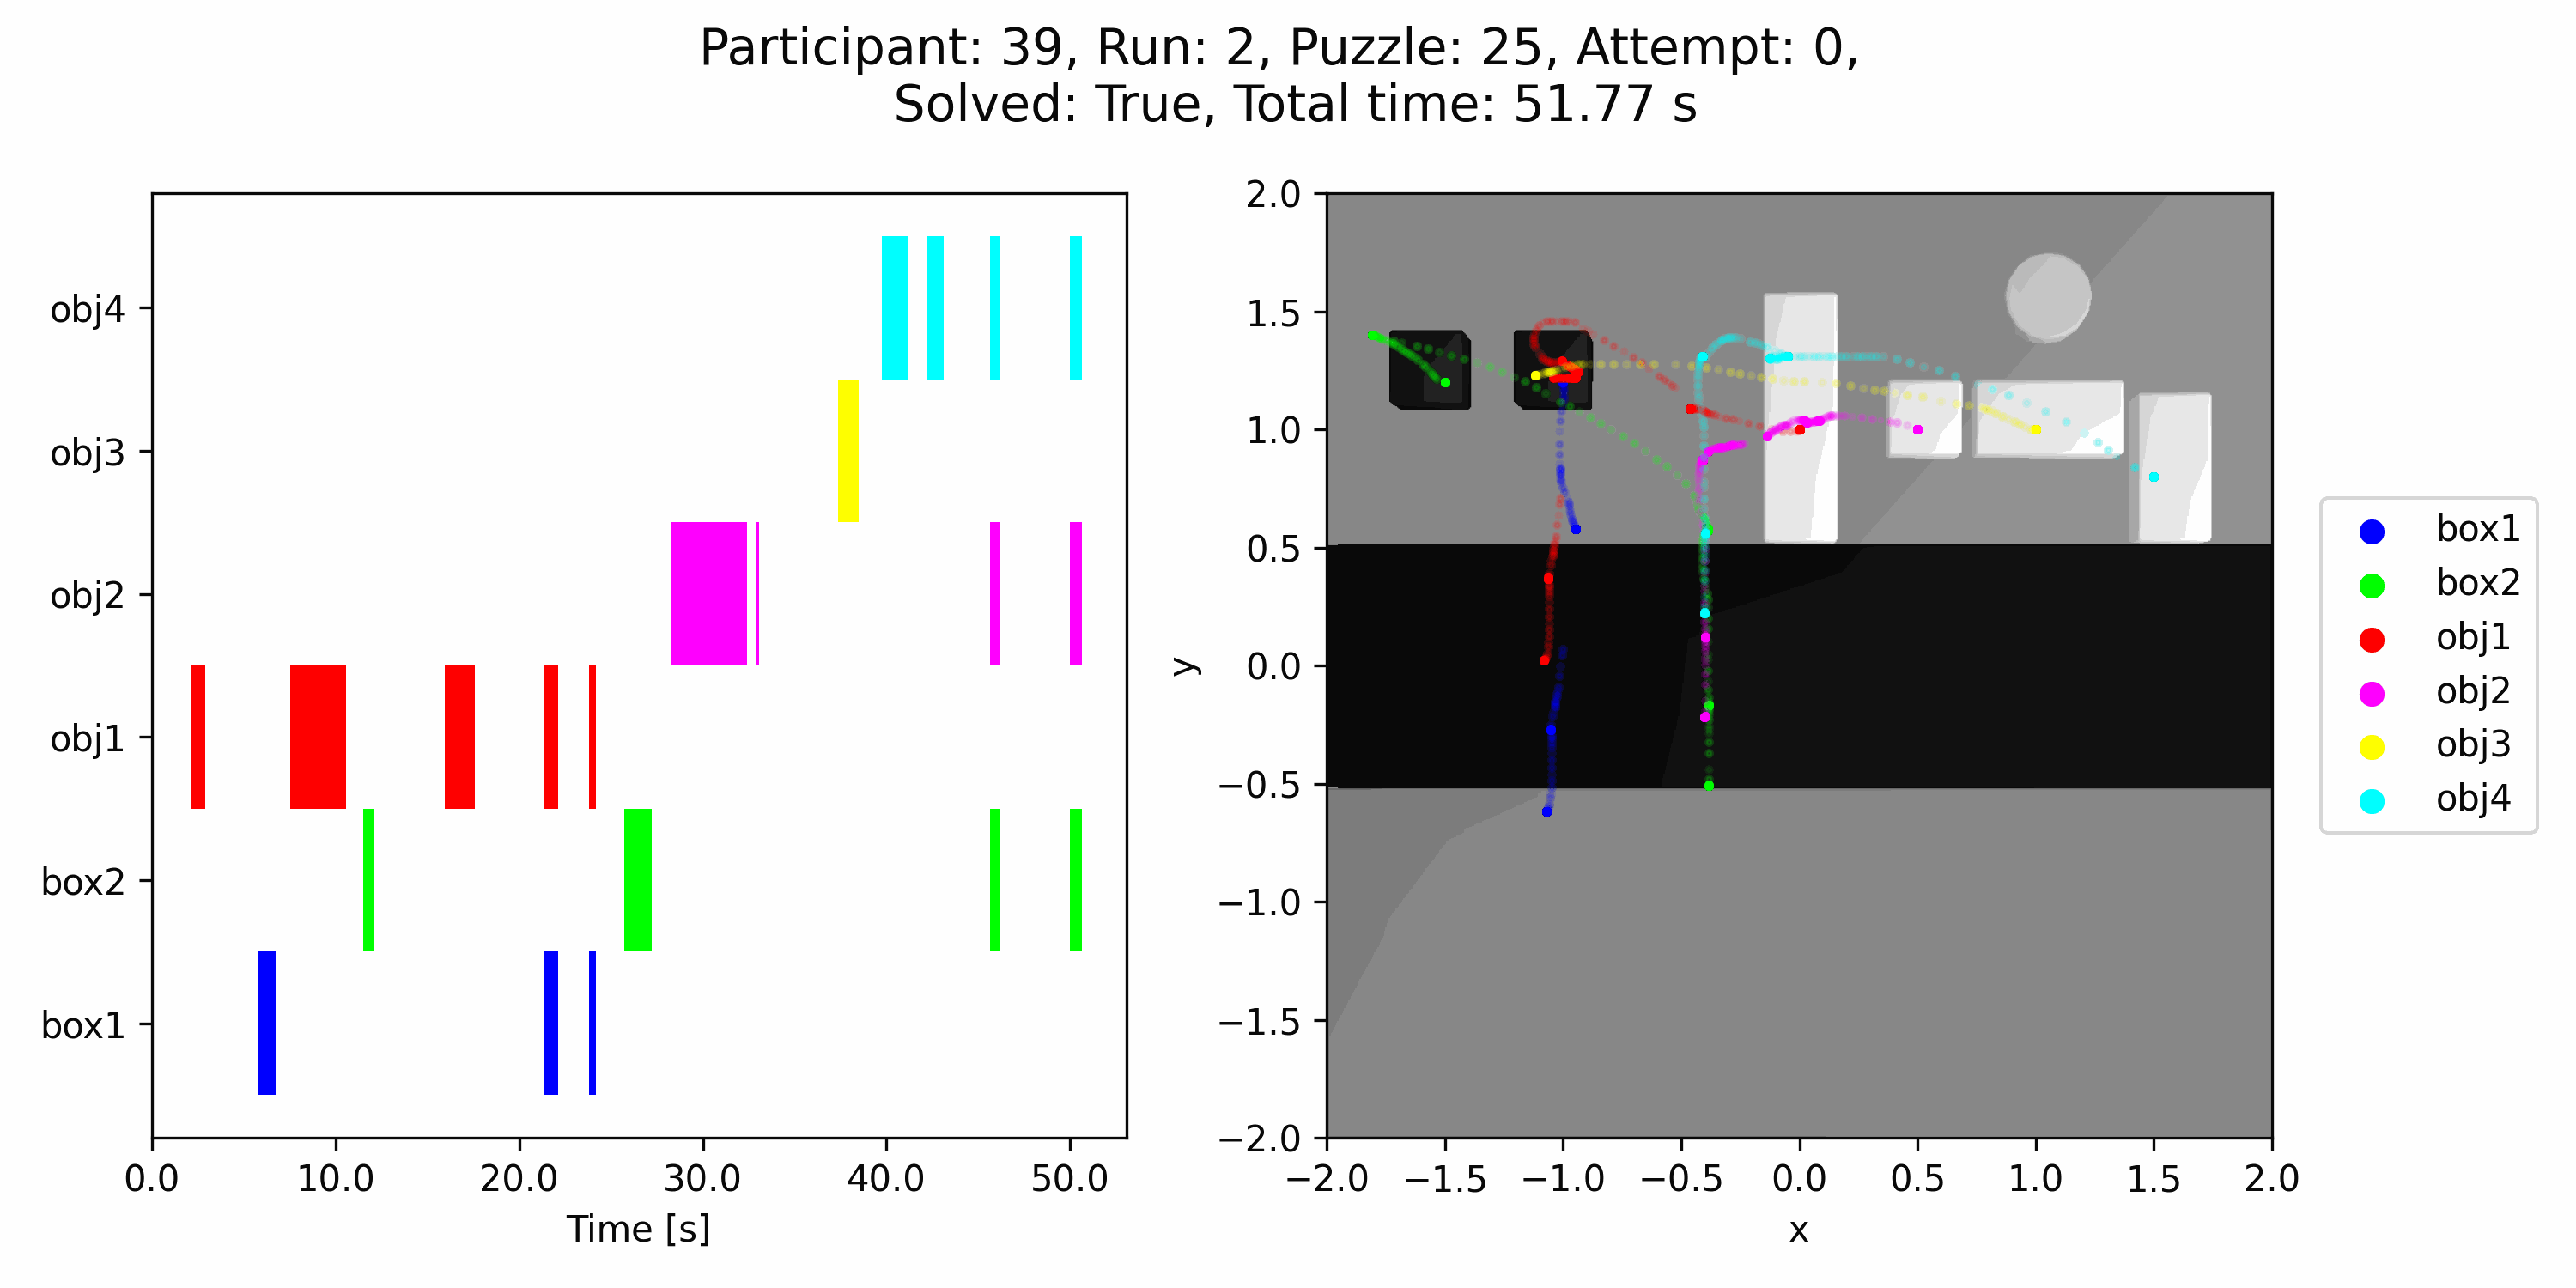 Participant: 39, Run: 2, Puzzle: 25, Attempt: 0,
Solved: True, Total time: 51.77 s
obj4
obj3
obj2
obj1
box2
box1
0.0 10.0 20.0 30.0 40.0 50.0
Time [s]
2.0
1.5
1.0
0.5
0.0
−0.5
−1.0
−1.5
−2.0
y
−2.0 −1.5 −1.0 −0.5 0.0 0.5 1.0 1.5 2.0
x
box1
box2
obj1
obj2
obj3
obj4